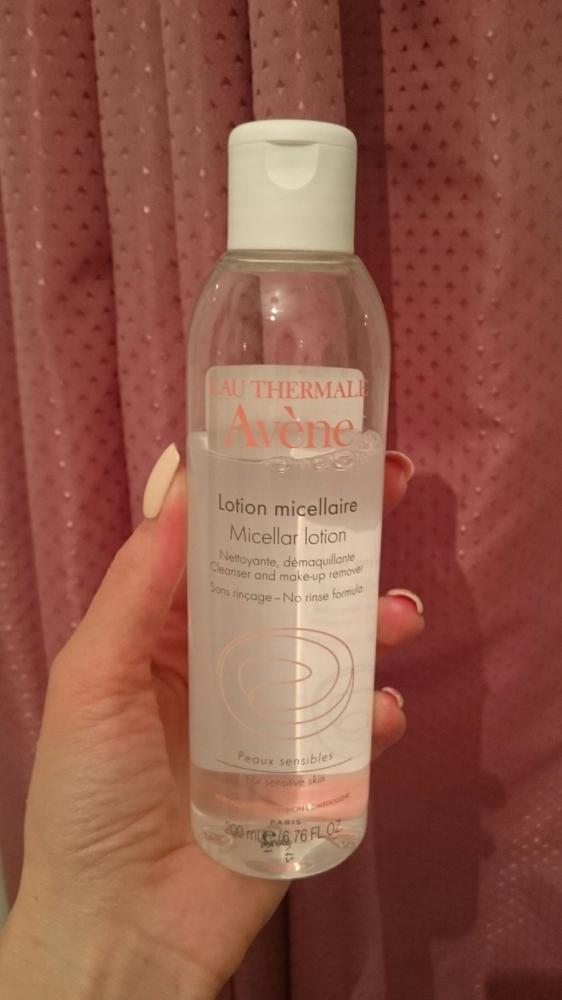 EAU THERMALE
Avène
Lotion micellaire
Micellar lotion
Nettoyante, démaquillante
Cleanser and make-up remover
Sans rinçage – No rinse formula
Peaux sensibles
For sensitive skin
PARIS
200 ml e / 6.76 FL.OZ.